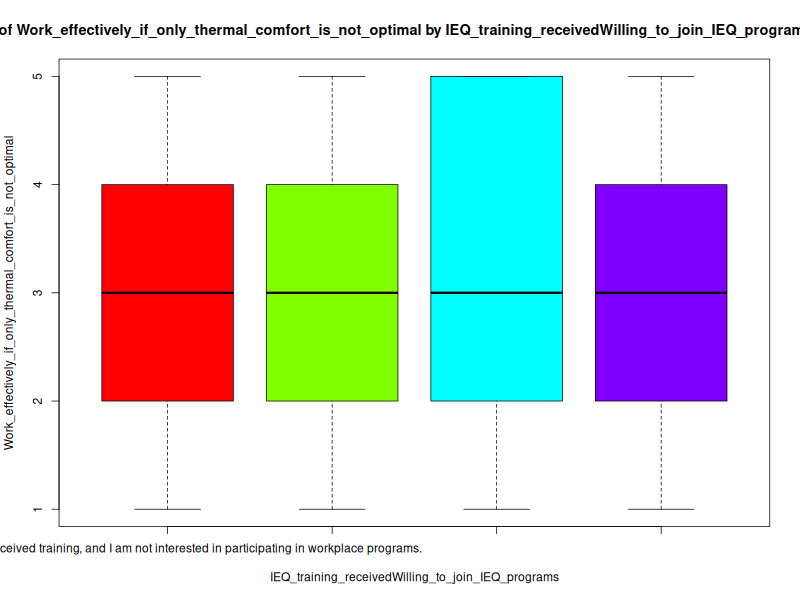 of Work_effectively_if_only_thermal_comfort_is_not_optimal by IEQ_training_receivedWilling_to_join_IEQ_program
Work_effectively_if_only_thermal_comfort_is_not_optimal
5
4
3
2
1
ceived training, and I am not interested in participating in workplace programs.
IEQ_training_receivedWilling_to_join_IEQ_programs